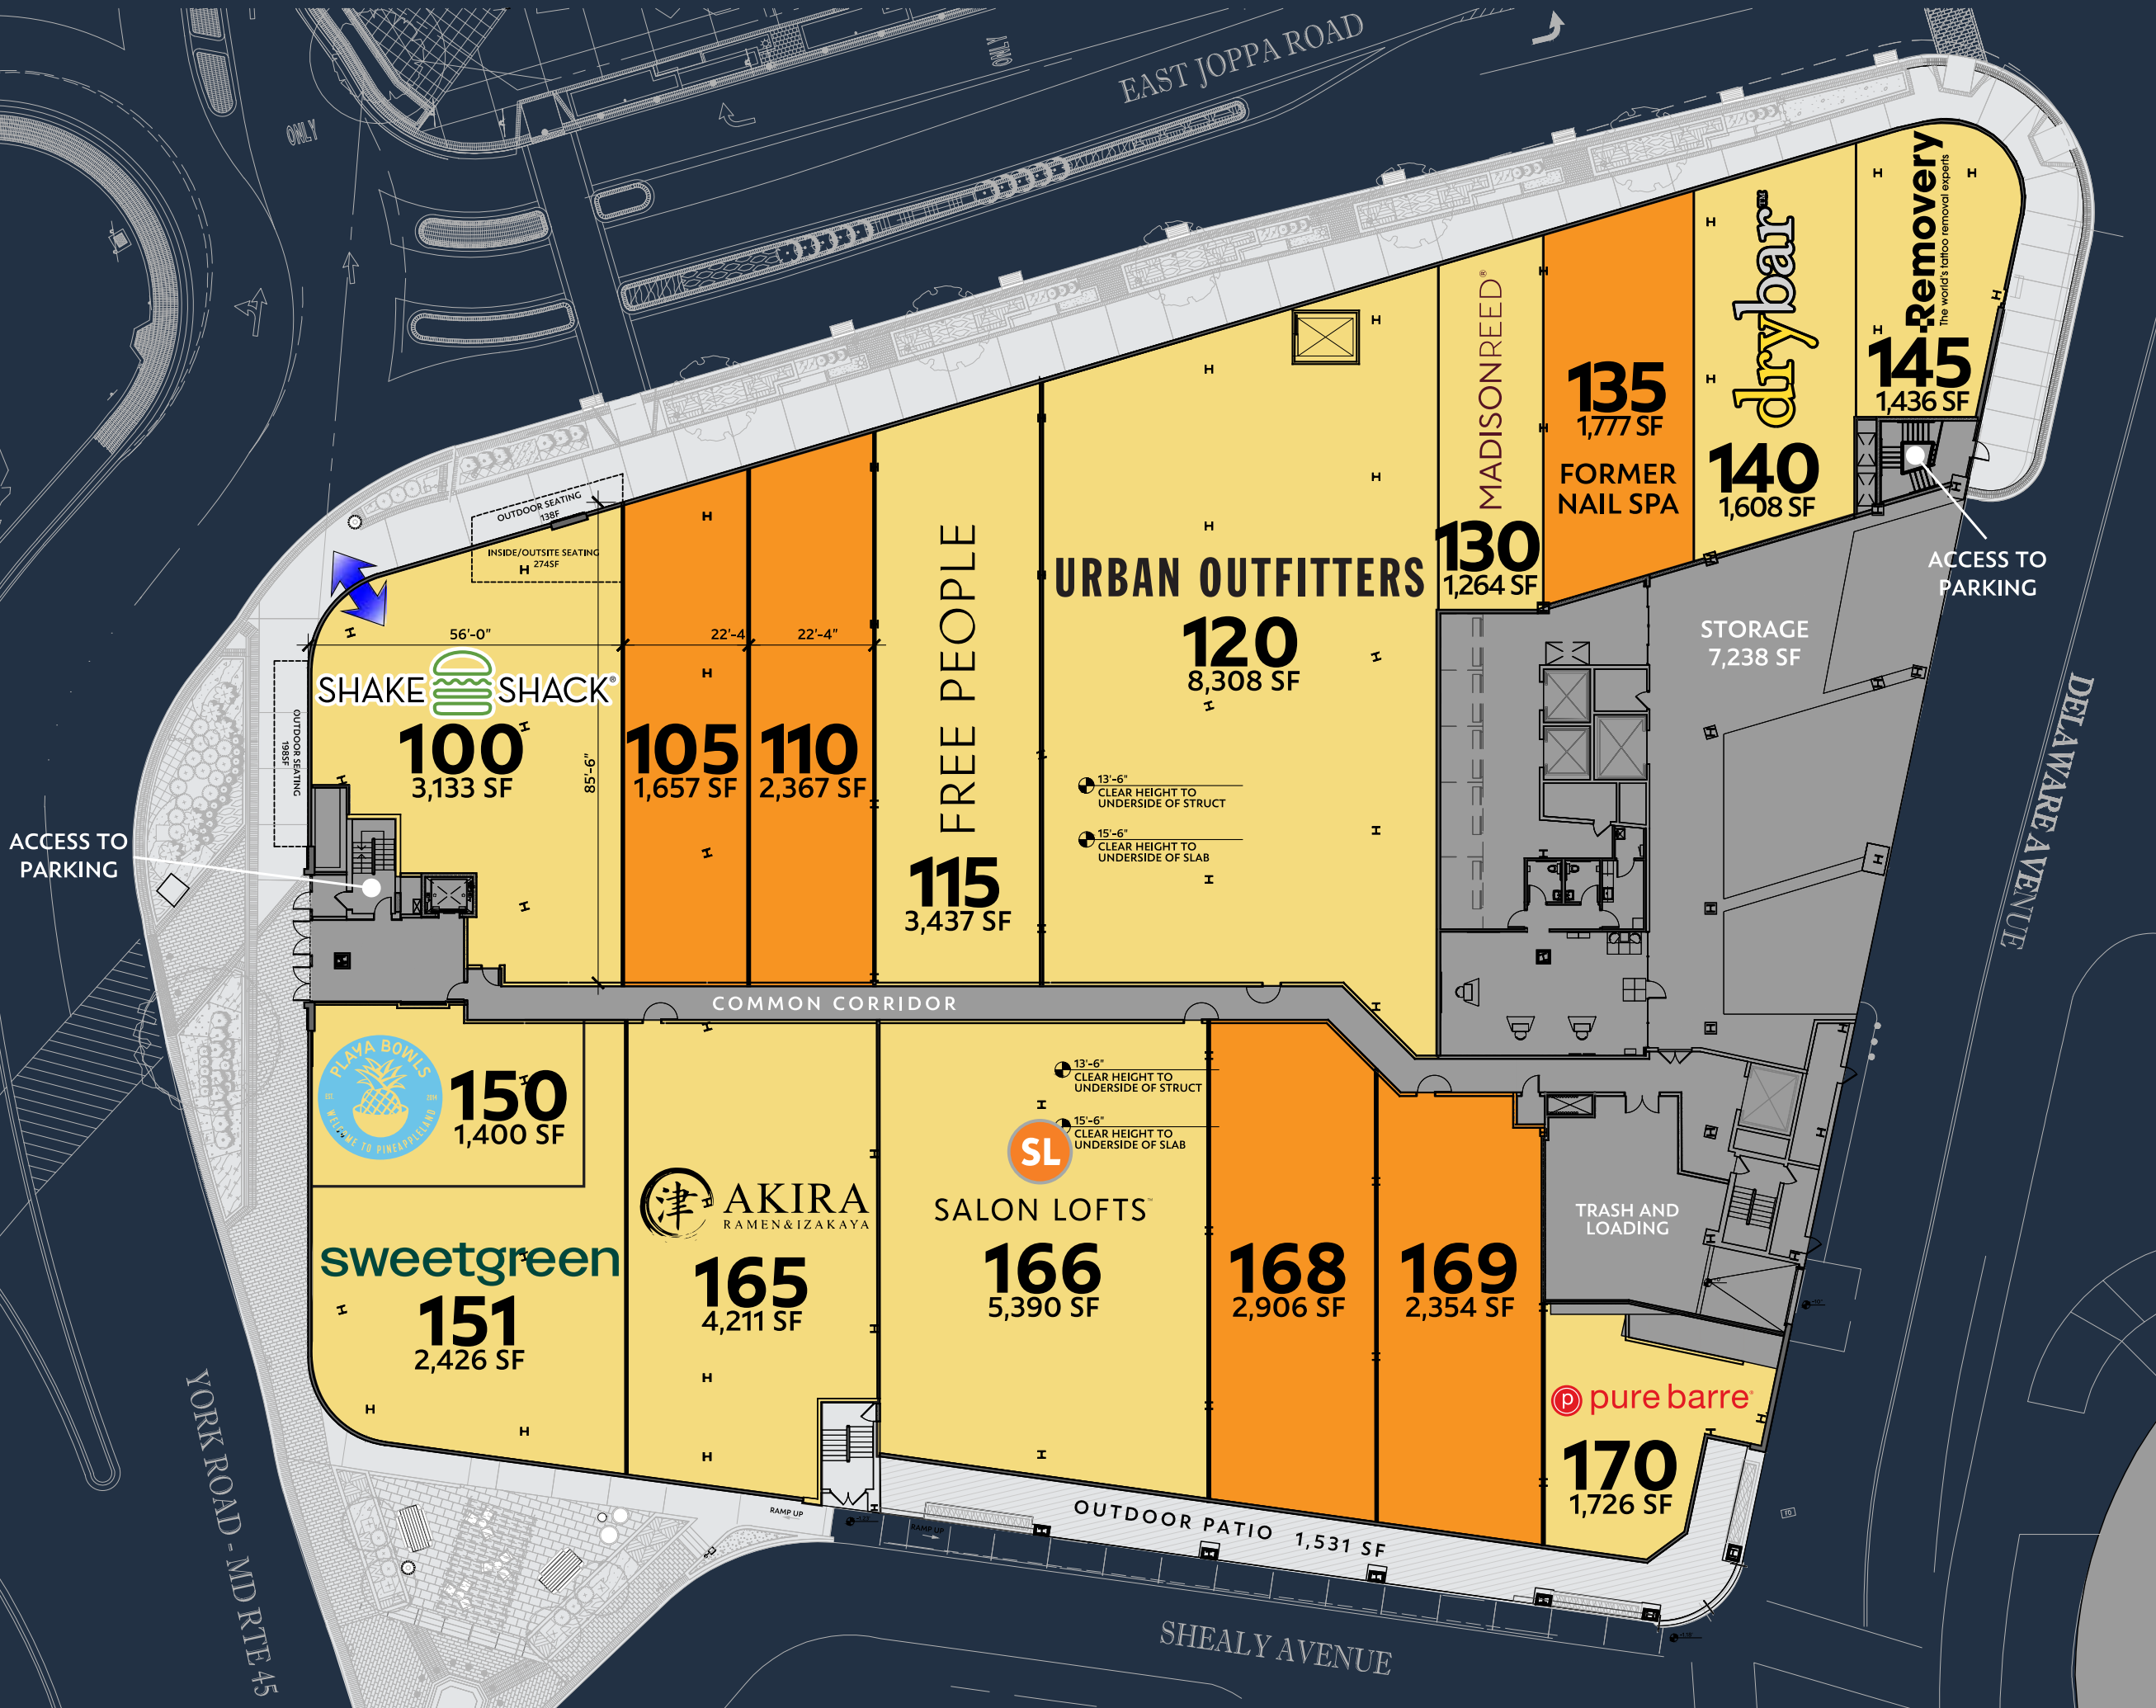 EAST JOPPA ROAD
ONLY
ONLY
Removery
The world's tattoo removal experts
145
1,436 SF
drybar™
140
1,608 SF
135
1,777 SF
FORMER
NAIL SPA
MADISONREED®
130
1,264 SF
ACCESS TO
PARKING
STORAGE
7,238 SF
DELAWARE AVENUE
URBAN OUTFITTERS
120
8,308 SF
13'-6"
CLEAR HEIGHT TO
UNDERSIDE OF STRUCT
15'-6"
CLEAR HEIGHT TO
UNDERSIDE OF SLAB
FREE PEOPLE
115
3,437 SF
OUTDOOR SEATING
138F
INSIDE/OUTSITE SEATING
274SF
56'-0"
22'-4
22'-4"
85'-6"
SHAKE SHACK®
100
3,133 SF
105
1,657 SF
110
2,367 SF
OUTDOOR SEATING
198SF
ACCESS TO
PARKING
COMMON CORRIDOR
PLAYA BOWLS
WELCOME TO PINEAPPLELAND
150
1,400 SF
sweetgreen
151
2,426 SF
津
AKIRA
RAMEN&IZAKAYA
165
4,211 SF
13'-6"
CLEAR HEIGHT TO
UNDERSIDE OF STRUCT
15'-6"
CLEAR HEIGHT TO
UNDERSIDE OF SLAB
SL
SALON LOFTS™
166
5,390 SF
168
2,906 SF
169
2,354 SF
TRASH AND
LOADING
p pure barre
170
1,726 SF
RAMP UP
RAMP UP
OUTDOOR PATIO 1,531 SF
YORK ROAD - MD RTE 45
SHEALY AVENUE